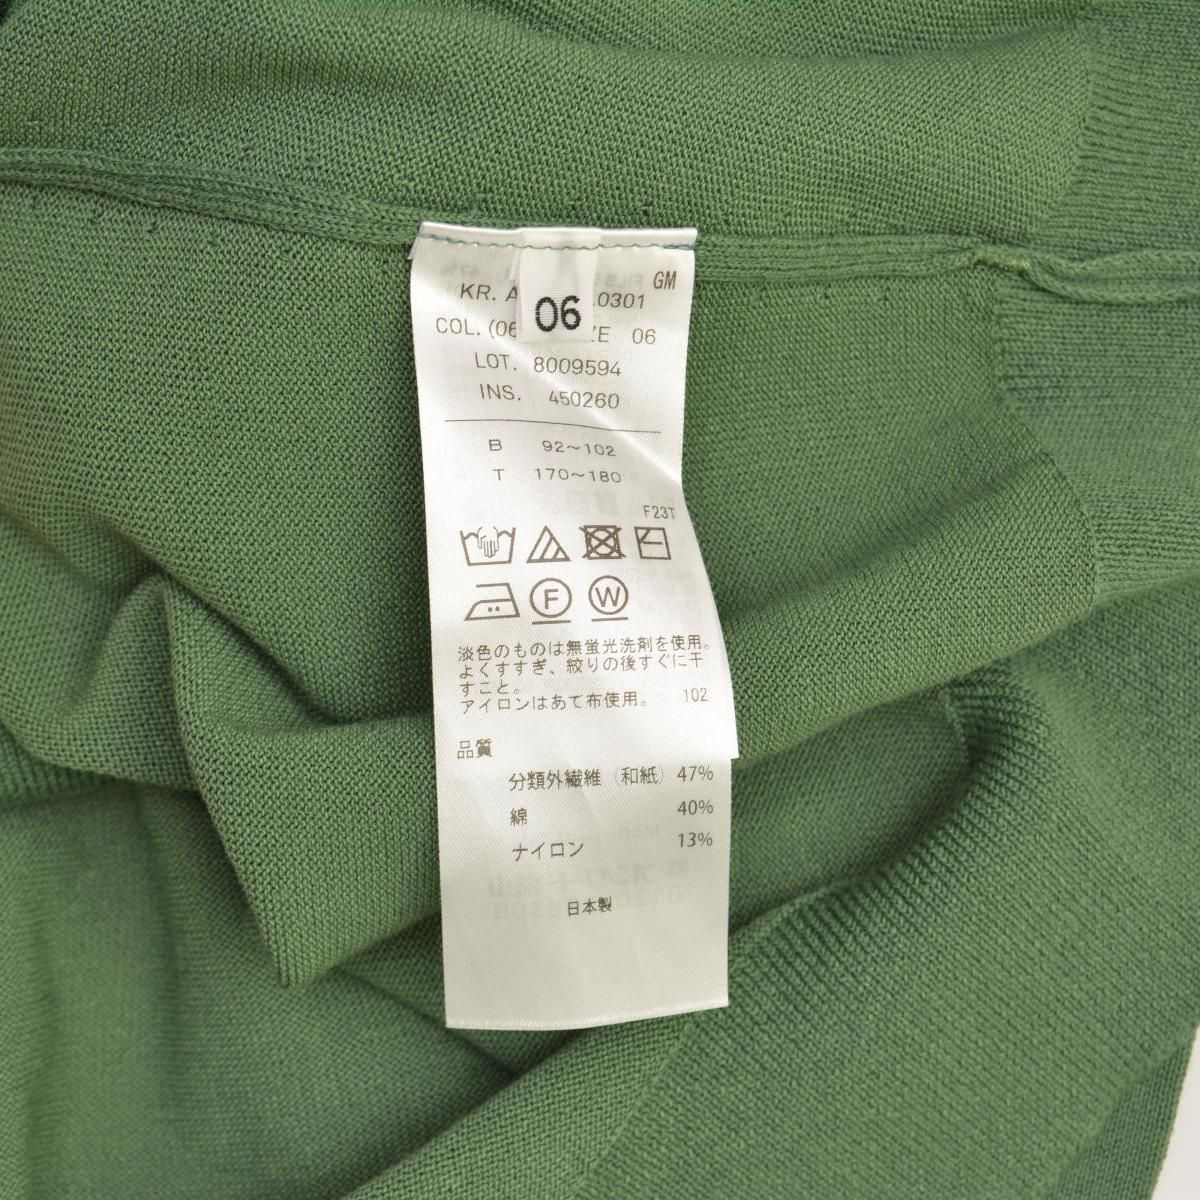 GM
KR. A .0301
06
COL. (06 ZE 06
LOT. 8009594
INS. 450260
B 92~102
T 170~180
F23T
F W
淡色のものは無蛍光洗剤を使用。
よくすすぎ、絞りの後すぐに干
すこと。
アイロンはあて布使用。 102
品質
分類外繊維(和紙) 47%
綿 40%
ナイロン 13%
日本製